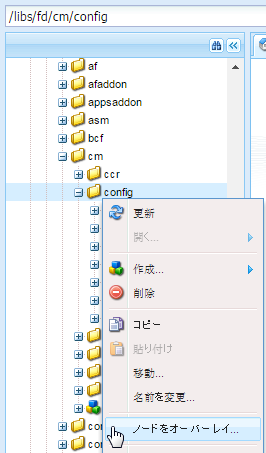 /libs/fd/cm/config
af
afaddon
appsaddon
asm
bcf
cm
ccr
config
更新
開く...
作成...
削除
コピー
貼り付け
移動...
名前を変更...
ノードをオーバーレイ...